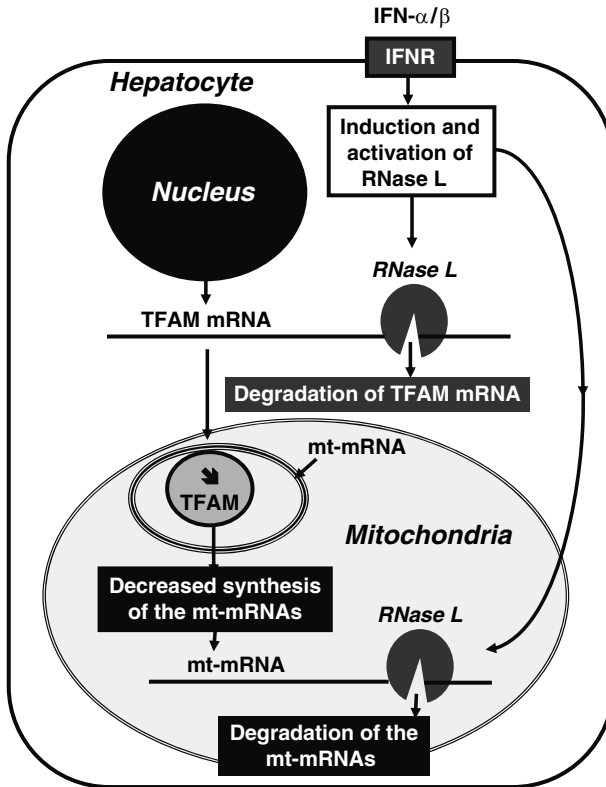 IFN-α/β
IFNR
Hepatocyte
Induction and
activation of
RNase L
Nucleus
RNase L
TFAM mRNA
Degradation of TFAM mRNA
mt-mRNA
TFAM
Mitochondria
Decreased synthesis
of the mt-mRNAs
RNase L
mt-mRNA
Degradation of the
mt-mRNAs